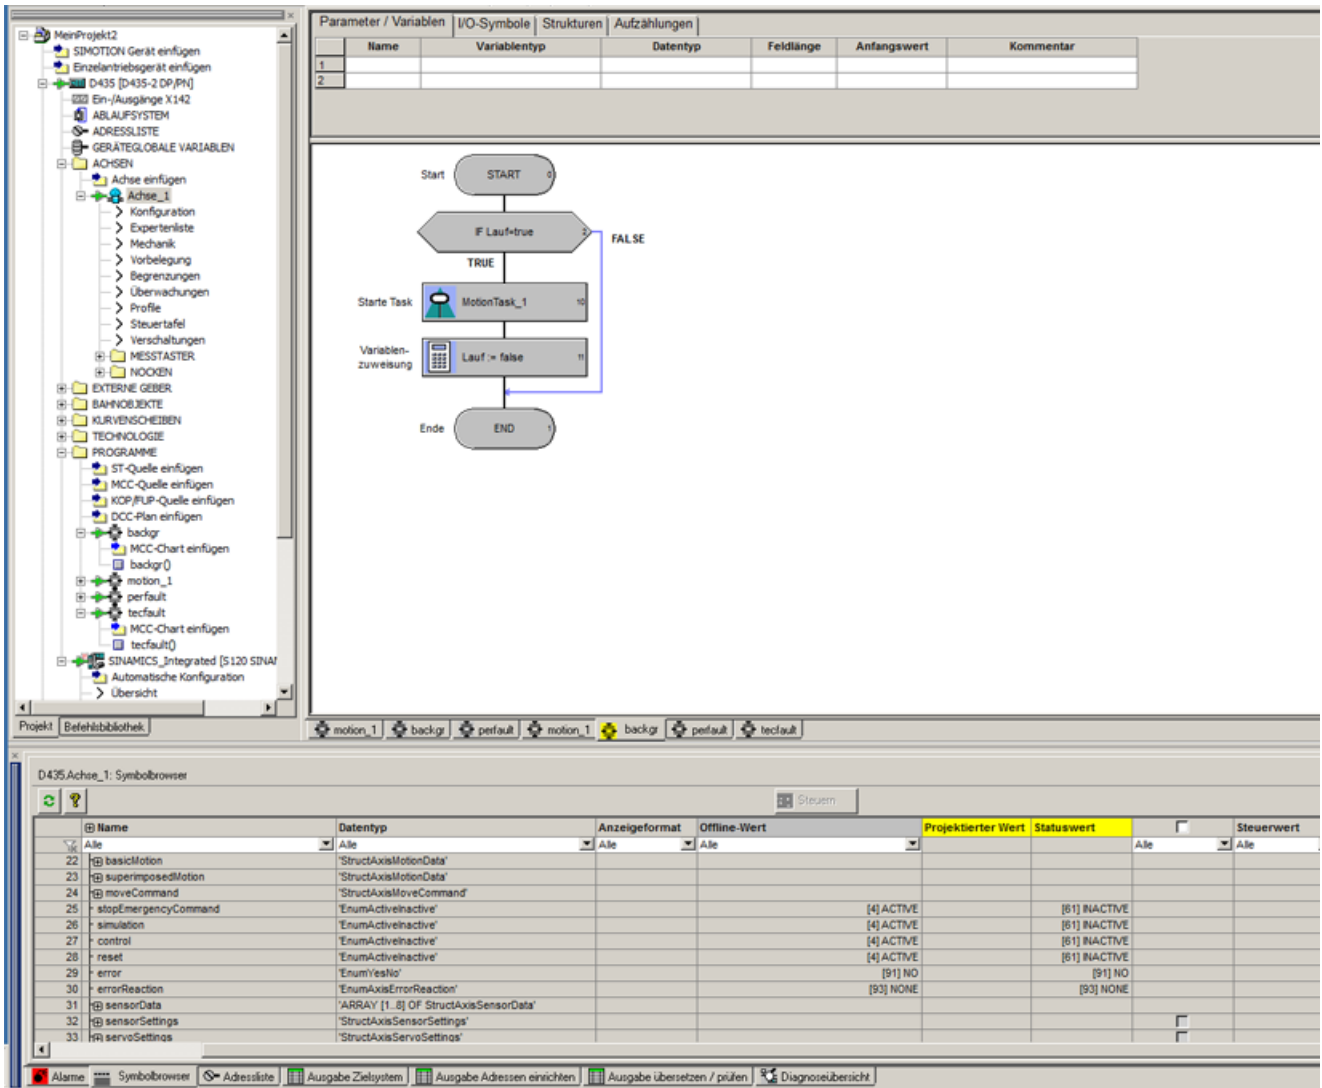 MeinProjekt2
SIMOTION Gerät einfügen
Einzelantriebsgerät einfügen
D435 [D435-2 DP/PN]
Ein-/Ausgänge X142
ABLAUFSYSTEM
ADRESSLISTE
GERÄTEGLOBALE VARIABLEN
ACHSEN
Achse einfügen
Achse_1
Konfiguration
Expertenliste
Mechanik
Vorbelegung
Begrenzungen
Überwachungen
Profile
Steuertafel
Verschaltungen
MESSTASTER
NOCKEN
EXTERNE GEBER
BAHNOBJEKTE
KURVENSCHEIBEN
TECHNOLOGIE
PROGRAMME
ST-Quelle einfügen
MCC-Quelle einfügen
KOP/FUP-Quelle einfügen
DCC-Plan einfügen
backgr
MCC-Chart einfügen
backgr()
motion_1
perfault
tecfault
MCC-Chart einfügen
tecfault()
SINAMICS_Integrated [S120 SINAM
Automatische Konfiguration
Übersicht
Projekt Befehlsbibliothek
Parameter / Variablen I/O-Symbole Strukturen Aufzählungen
Name Variablentyp Datentyp Feldlänge Anfangswert Kommentar
1
2
Start START 0
IF Lauf=true 2
FALSE
TRUE
Starte Task MotionTask_1 10
Variablen-
zuweisung
Lauf := false 11
Ende END 1
motion_1 backgr perfault motion_1 backgr perfault tecfault
D435.Achse_1: Symbolbrowser
Steuern
Name Datentyp Anzeigeformat Offline-Wert Projektierter Wert Statuswert Steuerwert
Alle Alle Alle Alle Alle Alle
22 basicMotion 'StructAxisMotionData'
23 superimposedMotion 'StructAxisMotionData'
24 moveCommand 'StructAxisMoveCommand'
25 stopEmergencyCommand 'EnumActiveInactive' [4] ACTIVE [61] INACTIVE
26 simulation 'EnumActiveInactive' [4] ACTIVE [61] INACTIVE
27 control 'EnumActiveInactive' [4] ACTIVE [61] INACTIVE
28 reset 'EnumActiveInactive' [4] ACTIVE [61] INACTIVE
29 error 'EnumYesNo' [91] NO [91] NO
30 errorReaction 'EnumAxisErrorReaction' [93] NONE [93] NONE
31 sensorData 'ARRAY [1..8] OF StructAxisSensorData'
32 sensorSettings 'StructAxisSensorSettings'
33 servoSettings 'StructAxisServoSettings'
Alarme Symbolbrowser Adressliste Ausgabe Zielsystem Ausgabe Adressen einrichten Ausgabe übersetzen / prüfen Diagnoseübersicht